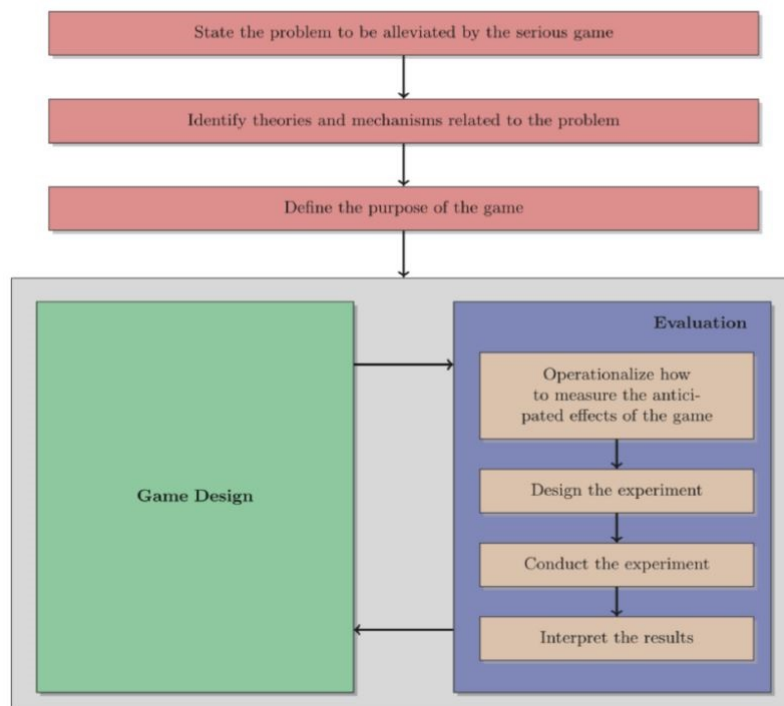 State the problem to be alleviated by the serious game
Identify theories and mechanisms related to the problem
Define the purpose of the game
Game Design
Evaluation
Operationalize how
to measure the antici-
pated effects of the game
Design the experiment
Conduct the experiment
Interpret the results